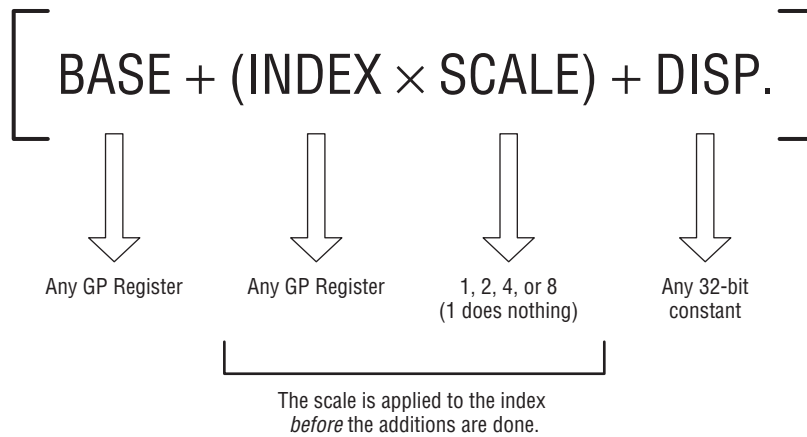 [BASE + (INDEX × SCALE) + DISP.]
Any GP Register
Any GP Register
1, 2, 4, or 8
(1 does nothing)
Any 32-bit
constant
The scale is applied to the index
before the additions are done.